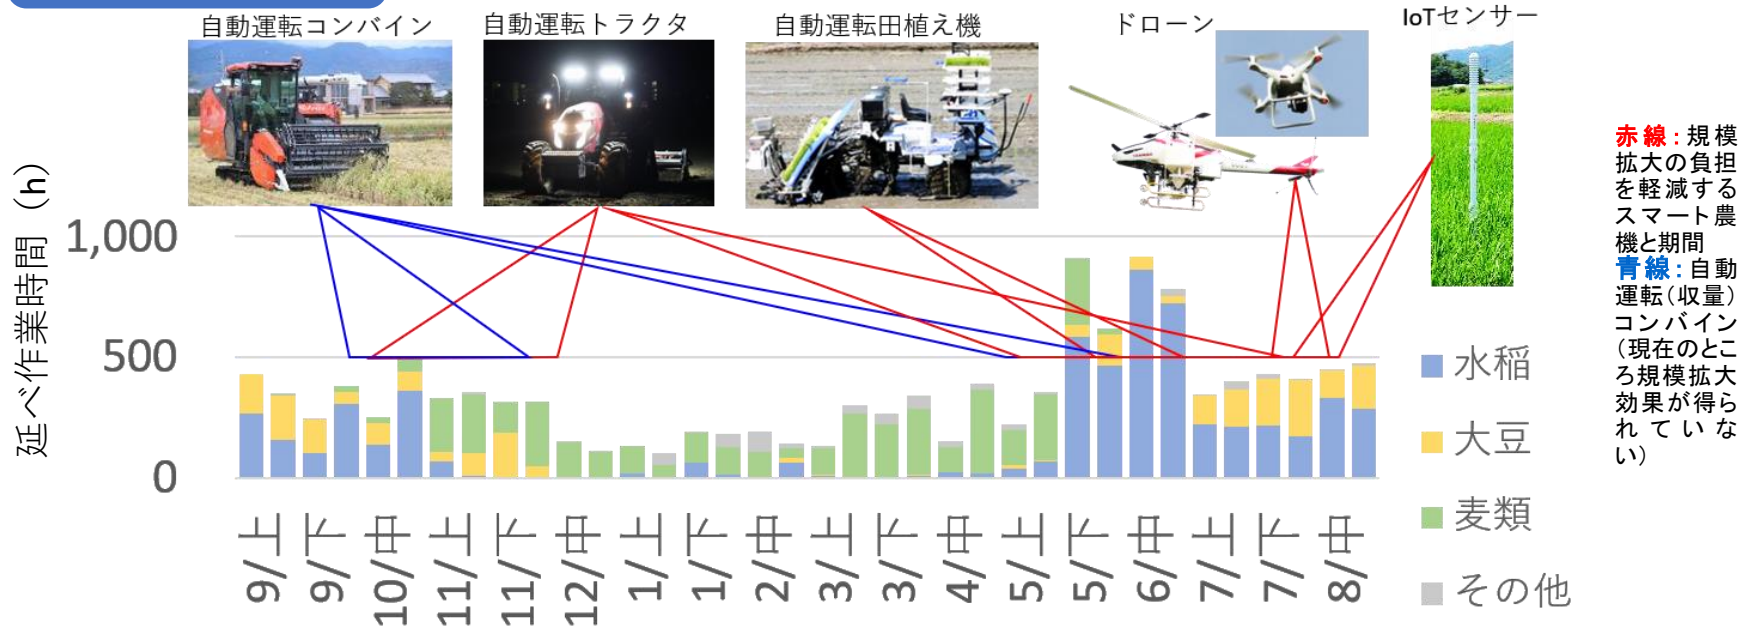 自動運転コンバイン
自動運転トラクタ
自動運転田植え機
ドローン
IoTセンサー
延べ作業時間（h）
1,000
500
0
9/上
9/下
10/中
11/上
11/下
12/中
1/上
1/下
2/中
3/上
3/下
4/中
5/上
5/下
6/中
7/上
7/下
8/中
水稲
大豆
麦類
その他
赤線：規模
拡大の負担
を軽減する
スマート農
機と期間
青線：自動
運転（収量）
コンバイン
（現在のとこ
ろ規模拡大
効果が得ら
れていな
い）